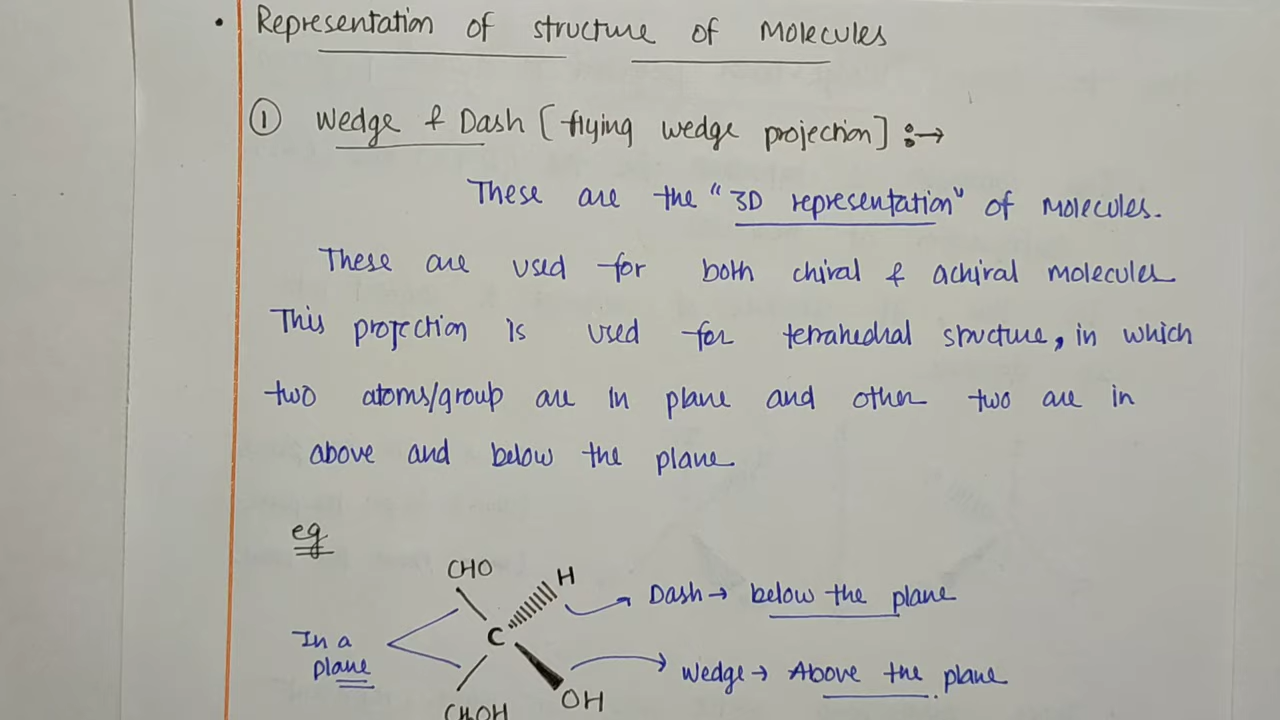 • Representation of structure of Molecules
① Wedge & Dash [flying wedge projection] :→
These are the "3D representation" of Molecules.
These are used for both chiral & achiral molecules
This projection is used for tetrahedral structure, in which
two atoms/group are in plane and other two are in
above and below the plane
eg
CHO
H
Dash → below the plane
In a
plane
C
Wedge → Above the plane
OH